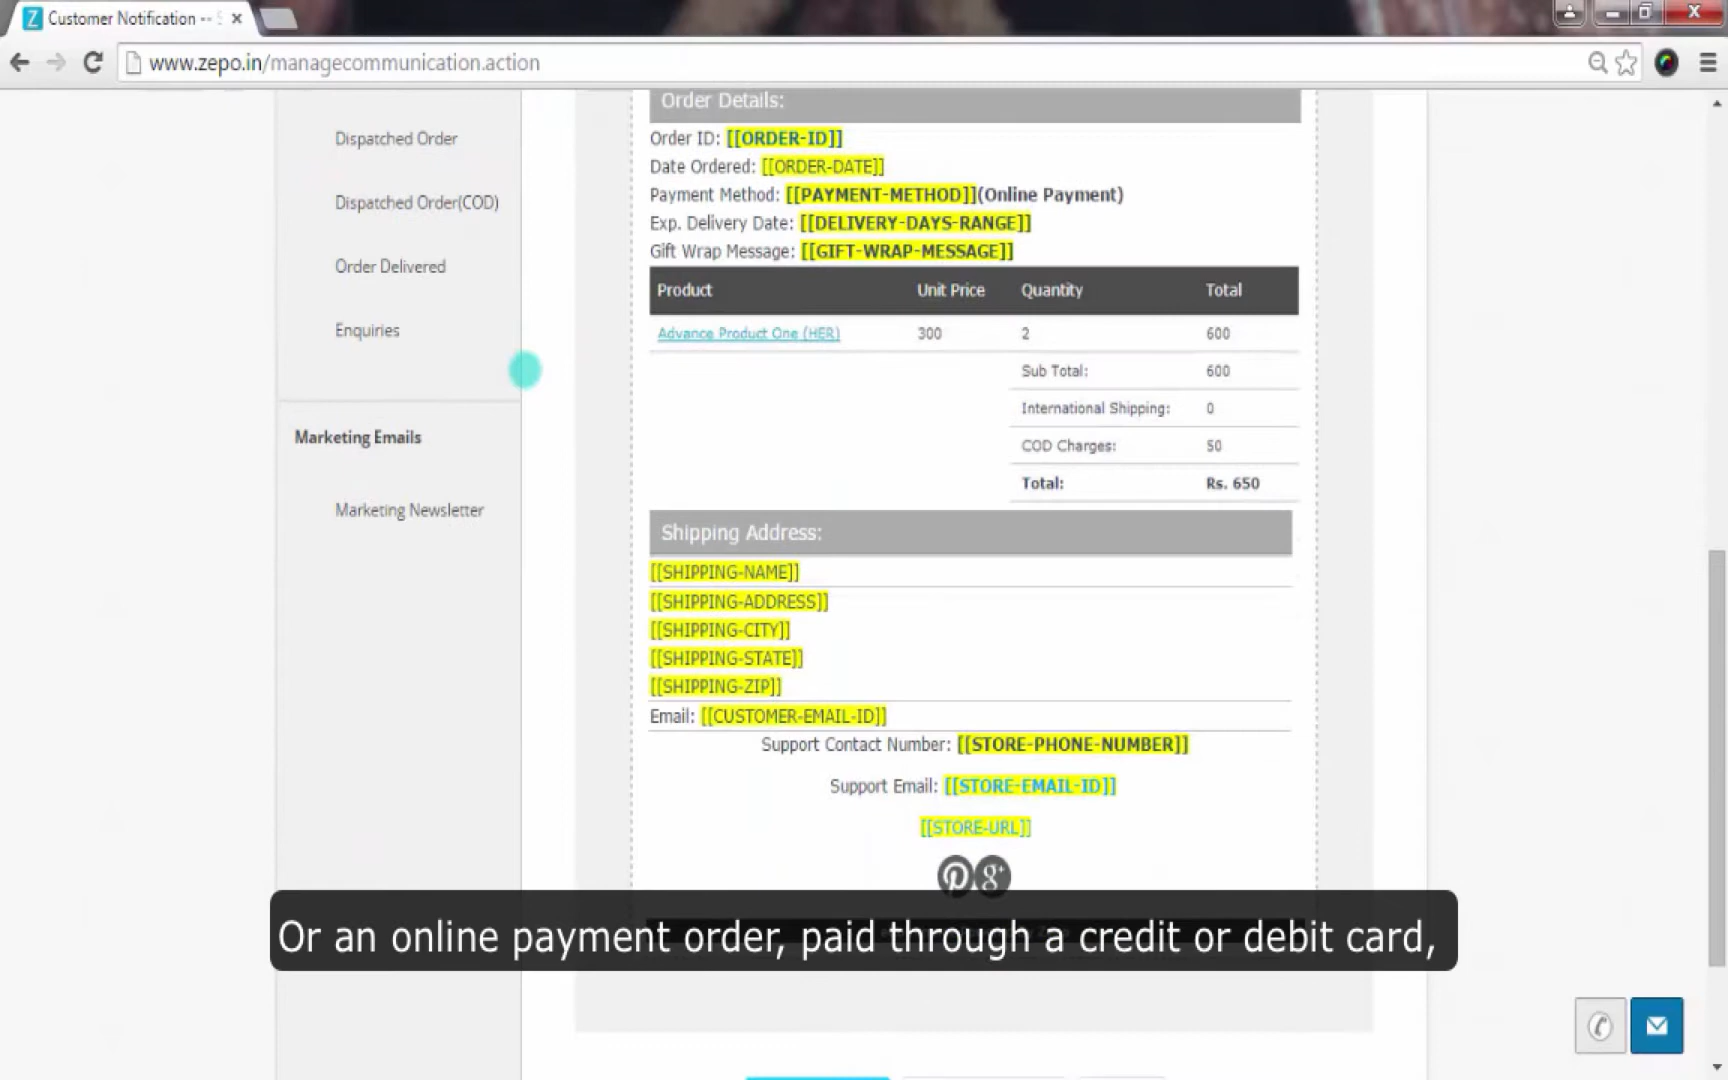 Z Customer Notification -- S
www.zepo.in/managecommunication.action
Dispatched Order
Dispatched Order(COD)
Order Delivered
Enquiries
Marketing Emails
Marketing Newsletter
Order Details:
Order ID: [[ORDER-ID]]
Date Ordered: [[ORDER-DATE]]
Payment Method: [[PAYMENT-METHOD]](Online Payment)
Exp. Delivery Date: [[DELIVERY-DAYS-RANGE]]
Gift Wrap Message: [[GIFT-WRAP-MESSAGE]]
Product Unit Price Quantity Total
Advance Product One (HER) 300 2 600
Sub Total: 600
International Shipping: 0
COD Charges: 50
Total: Rs. 650
Shipping Address:
[[SHIPPING-NAME]]
[[SHIPPING-ADDRESS]]
[[SHIPPING-CITY]]
[[SHIPPING-STATE]]
[[SHIPPING-ZIP]]
Email: [[CUSTOMER-EMAIL-ID]]
Support Contact Number: [[STORE-PHONE-NUMBER]]
Support Email: [[STORE-EMAIL-ID]]
[[STORE-URL]]
Or an online payment order, paid through a credit or debit card,